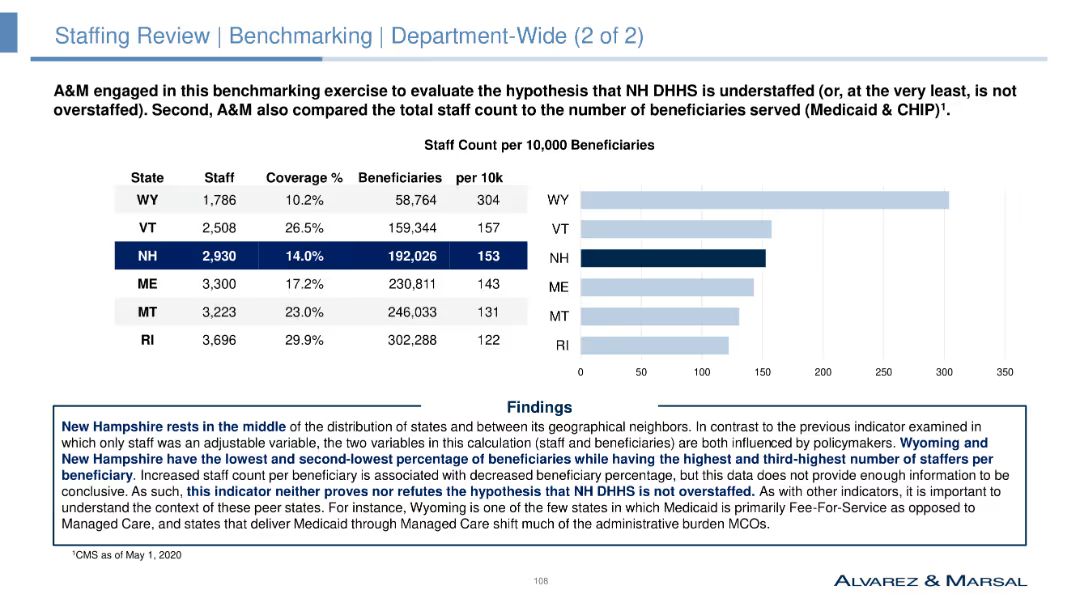 Staffing Review | Benchmarking | Department-Wide (2 of 2)
A&M engaged in this benchmarking exercise to evaluate the hypothesis that NH DHHS is understaffed (or, at the very least, is not
overstaffed). Second, A&M also compared the total staff count to the number of beneficiaries served (Medicaid & CHIP)¹.
Staff Count per 10,000 Beneficiaries
State Staff Coverage % Beneficiaries per 10k
WY 1,786 10.2% 58,764 304
VT 2,508 26.5% 159,344 157
NH 2,930 14.0% 192,026 153
ME 3,300 17.2% 230,811 143
MT 3,223 23.0% 246,033 131
RI 3,696 29.9% 302,288 122
WY
VT
NH
ME
MT
RI
0 50 100 150 200 250 300 350
Findings
New Hampshire rests in the middle of the distribution of states and between its geographical neighbors. In contrast to the previous indicator examined in
which only staff was an adjustable variable, the two variables in this calculation (staff and beneficiaries) are both influenced by policymakers. Wyoming and
New Hampshire have the lowest and second-lowest percentage of beneficiaries while having the highest and third-highest number of staffers per
beneficiary. Increased staff count per beneficiary is associated with decreased beneficiary percentage, but this data does not provide enough information to be
conclusive. As such, this indicator neither proves nor refutes the hypothesis that NH DHHS is not overstaffed. As with other indicators, it is important to
understand the context of these peer states. For instance, Wyoming is one of the few states in which Medicaid is primarily Fee-For-Service as opposed to
Managed Care, and states that deliver Medicaid through Managed Care shift much of the administrative burden MCOs.
¹CMS as of May 1, 2020
108
ALVAREZ & MARSAL